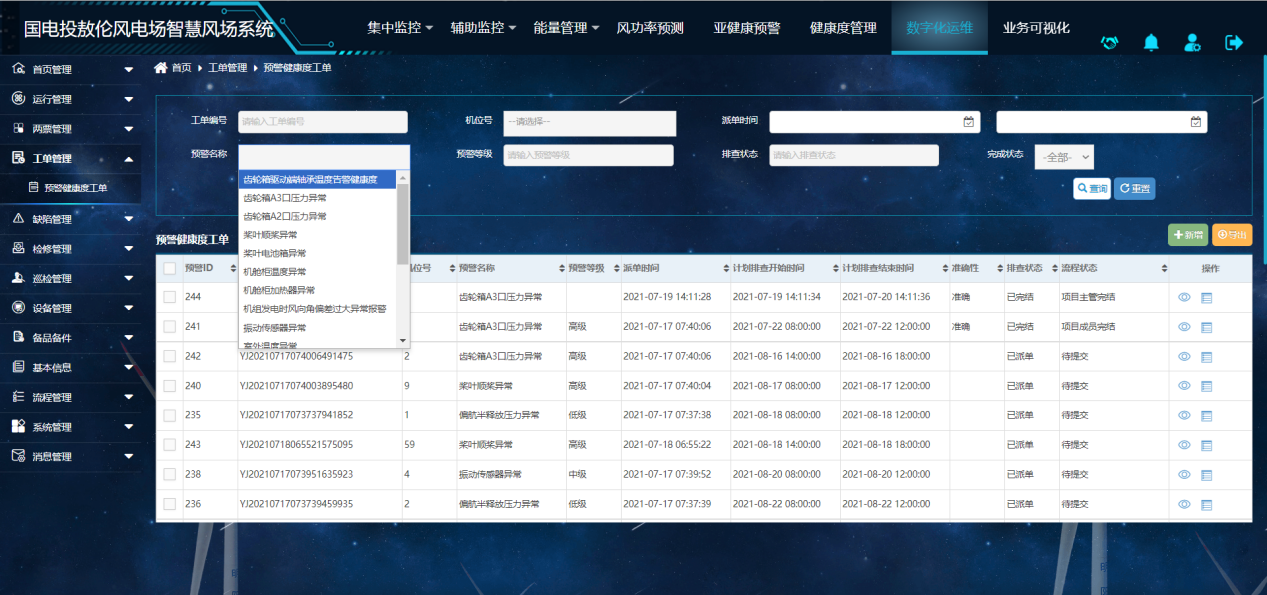 国电投敖伦风电场智慧风场系统
集中监控 辅助监控 能量管理 风功率预测 亚健康预警 健康度管理 数字化运维 业务可视化
首页管理
运行管理
两票管理
工单管理
预警健康度工单
缺陷管理
检修管理
巡检管理
设备管理
备品备件
基本信息
流程管理
系统管理
消息管理
首页 工单管理 预警健康度工单
工单编号 请输入工单编号 机位号 --请选择-- 派单时间
预警名称 预警等级 请输入预警等级 排查状态 请输入排查状态 完成状态 -全部-
查询 重置
齿轮箱驱动端轴承温度告警健康度
齿轮箱A3口压力异常
齿轮箱A2口压力异常
桨叶顺桨异常
桨叶电池箱异常
机舱柜温度异常
机舱柜加热器异常
机组发电时风向角偏差过大异常报警
振动传感器异常
室外温度异常
预警健康度工单 新增 导出
预警ID 机位号 预警名称 预警等级 派单时间 计划排查开始时间 计划排查结束时间 准确性 排查状态 流程状态 操作
244 齿轮箱A3口压力异常 2021-07-19 14:11:28 2021-07-19 14:11:34 2021-07-20 14:11:36 准确 已完结 项目主管完结
241 齿轮箱A3口压力异常 高级 2021-07-17 07:40:06 2021-07-22 08:00:00 2021-07-22 12:00:00 准确 已完结 项目成员完结
242 YJ20210717074006491475 2 齿轮箱A3口压力异常 高级 2021-07-17 07:40:06 2021-08-16 14:00:00 2021-08-16 18:00:00 已派单 待提交
240 YJ20210717074003895480 9 桨叶顺桨异常 高级 2021-07-17 07:40:04 2021-08-17 08:00:00 2021-08-17 12:00:00 已派单 待提交
235 YJ20210717073737941852 1 偏航半释放压力异常 低级 2021-07-17 07:37:38 2021-08-18 08:00:00 2021-08-18 12:00:00 已派单 待提交
243 YJ20210718065521575095 59 桨叶顺桨异常 高级 2021-07-18 06:55:22 2021-08-18 14:00:00 2021-08-18 18:00:00 已派单 待提交
238 YJ20210717073951635923 4 振动传感器异常 中级 2021-07-17 07:39:52 2021-08-20 08:00:00 2021-08-20 12:00:00 已派单 待提交
236 YJ20210717073739459935 2 偏航半释放压力异常 低级 2021-07-17 07:37:39 2021-08-22 08:00:00 2021-08-22 12:00:00 已派单 待提交